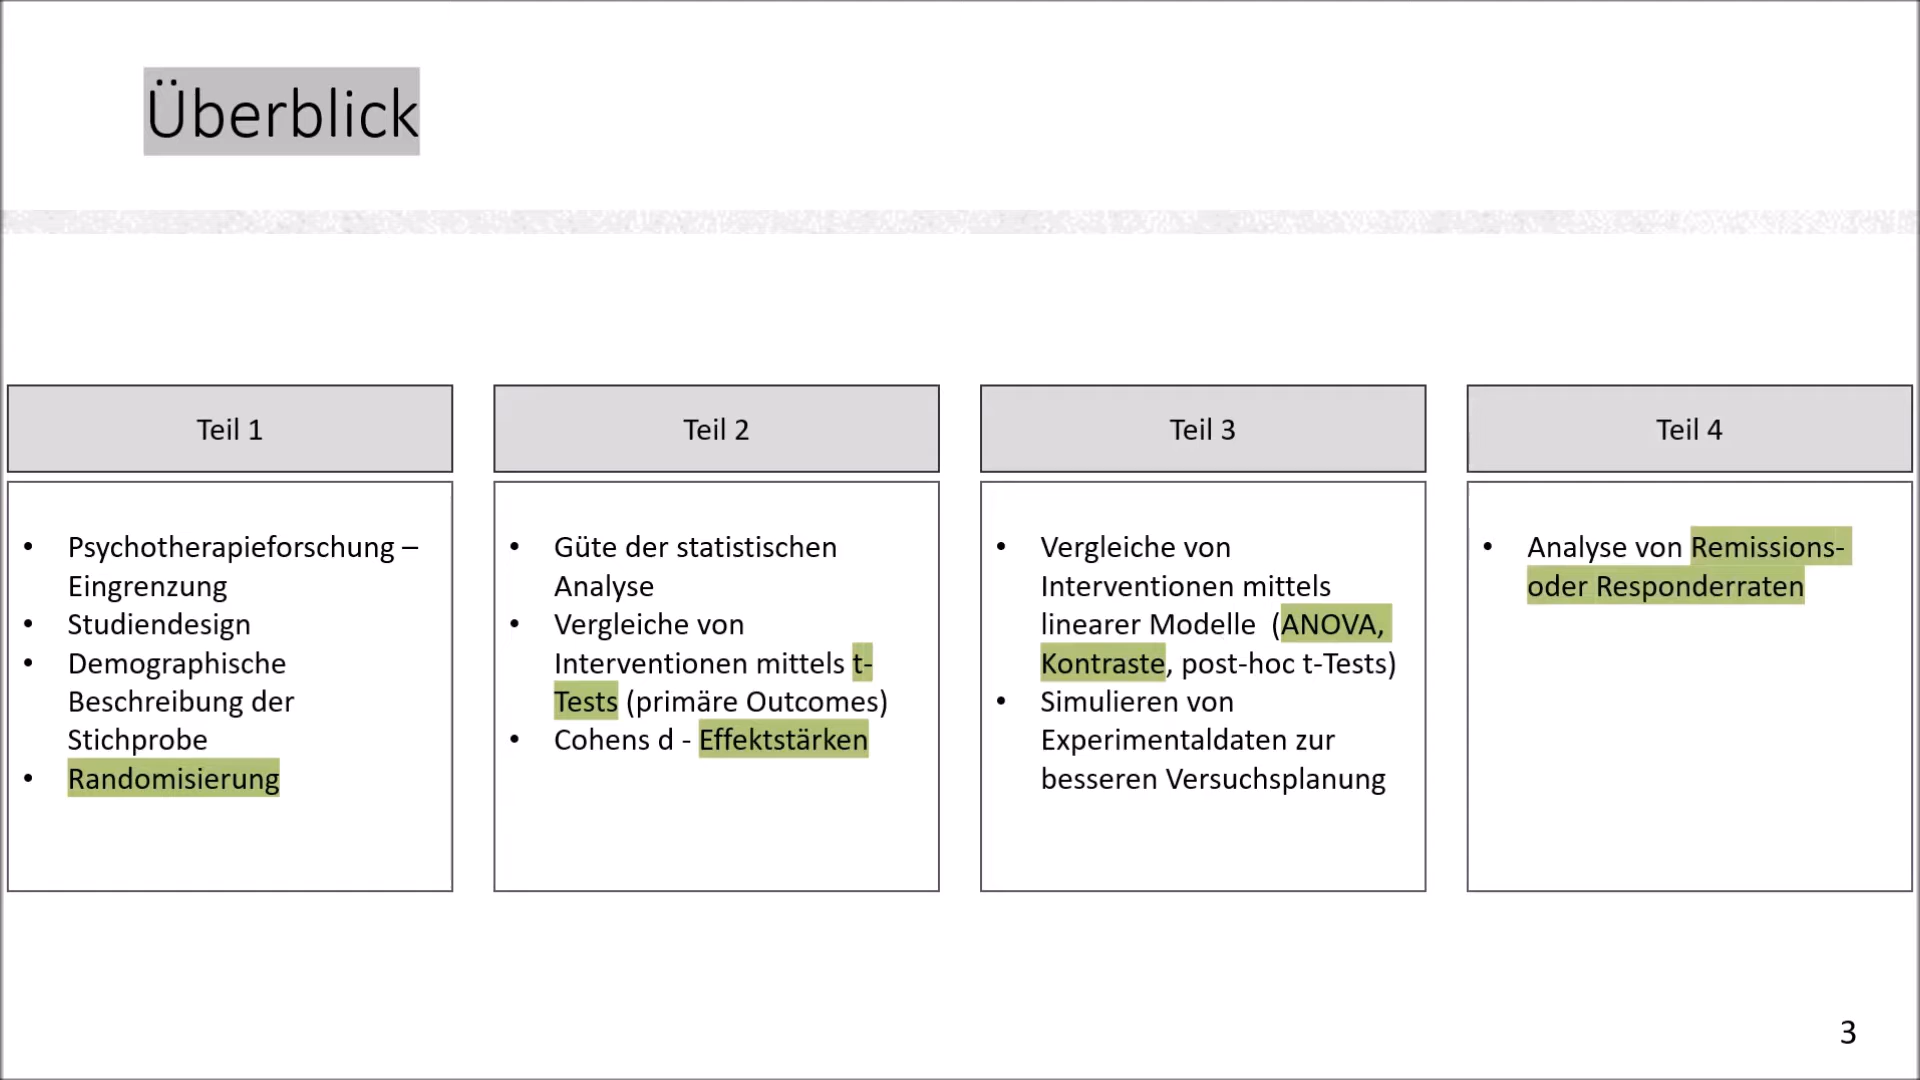 Überblick
Teil 1
• Psychotherapieforschung –
Eingrenzung
• Studiendesign
• Demographische
Beschreibung der
Stichprobe
• Randomisierung
Teil 2
• Güte der statistischen
Analyse
• Vergleiche von
Interventionen mittels t-
Tests (primäre Outcomes)
• Cohens d - Effektstärken
Teil 3
• Vergleiche von
Interventionen mittels
linearer Modelle (ANOVA,
Kontraste, post-hoc t-Tests)
• Simulieren von
Experimentaldaten zur
besseren Versuchsplanung
Teil 4
• Analyse von Remissions-
oder Responderraten
3